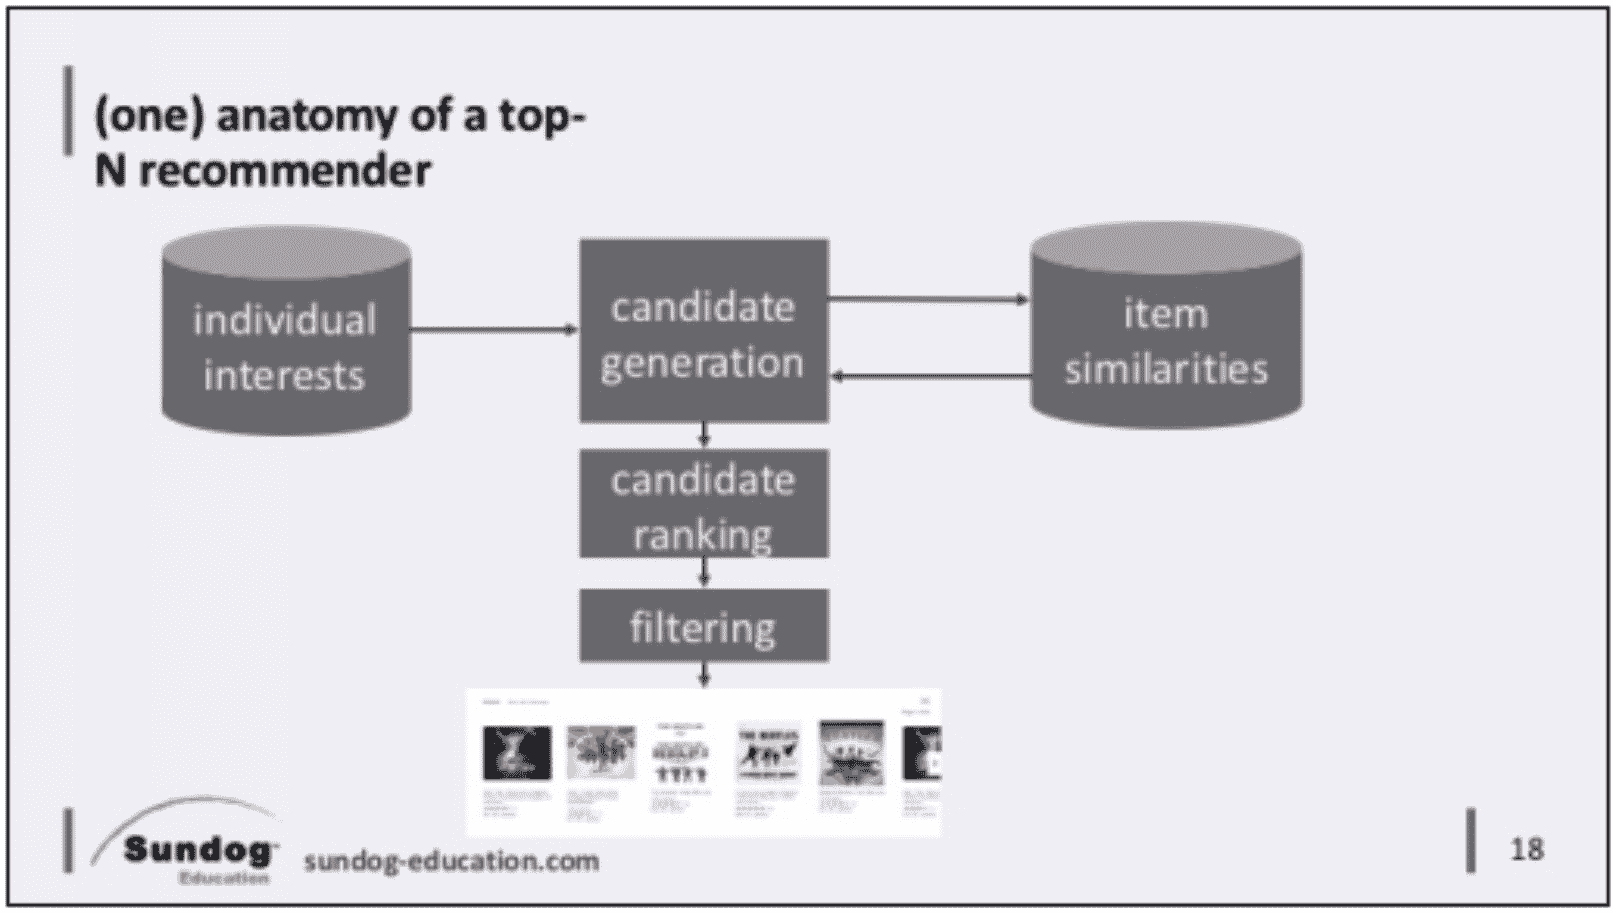 (one) anatomy of a top-
N recommender
individual
interests
candidate
generation
item
similarities
candidate
ranking
filtering
Sundog
Education
sundog-education.com
18